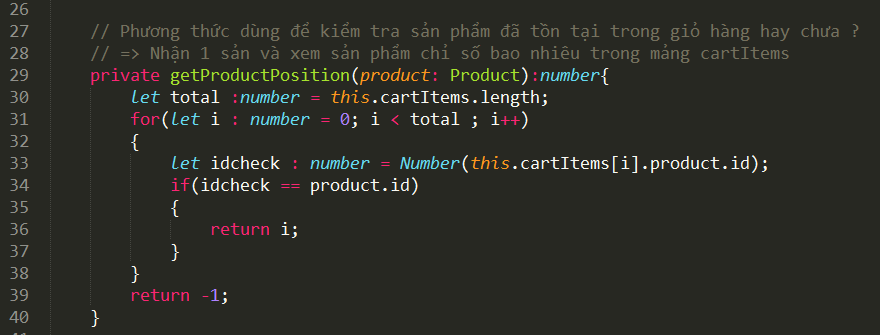 26
27 // Phương thức dùng để kiểm tra sản phẩm đã tồn tại trong giỏ hàng hay chưa ?
28 // => Nhận 1 sản và xem sản phẩm chỉ số bao nhiêu trong mảng cartItems
29 private getProductPosition(product: Product):number{
30 let total :number = this.cartItems.length;
31 for(let i : number = 0; i < total ; i++)
32 {
33 let idcheck : number = Number(this.cartItems[i].product.id);
34 if(idcheck == product.id)
35 {
36 return i;
37 }
38 }
39 return -1;
40 }